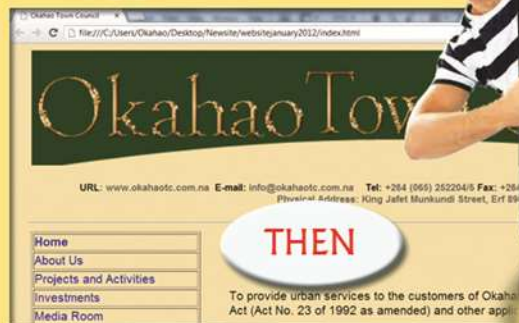 Okahao Town Council
file:///C:/Users/Okahao/Desktop/Newsite/websitejanuary2012/index.html
Okahao Tow
URL: www.okahaotc.com.na E-mail: info@okahaotc.com.na Tel: +264 (065) 252204/5 Fax: +264
Physical Address: King Jafet Munkundi Street, Erf
Home
THEN
About Us
Projects and Activities
Investments
Media Room
To provide urban services to the customers of Okaha
Act (Act No. 23 of 1992 as amended) and other applic